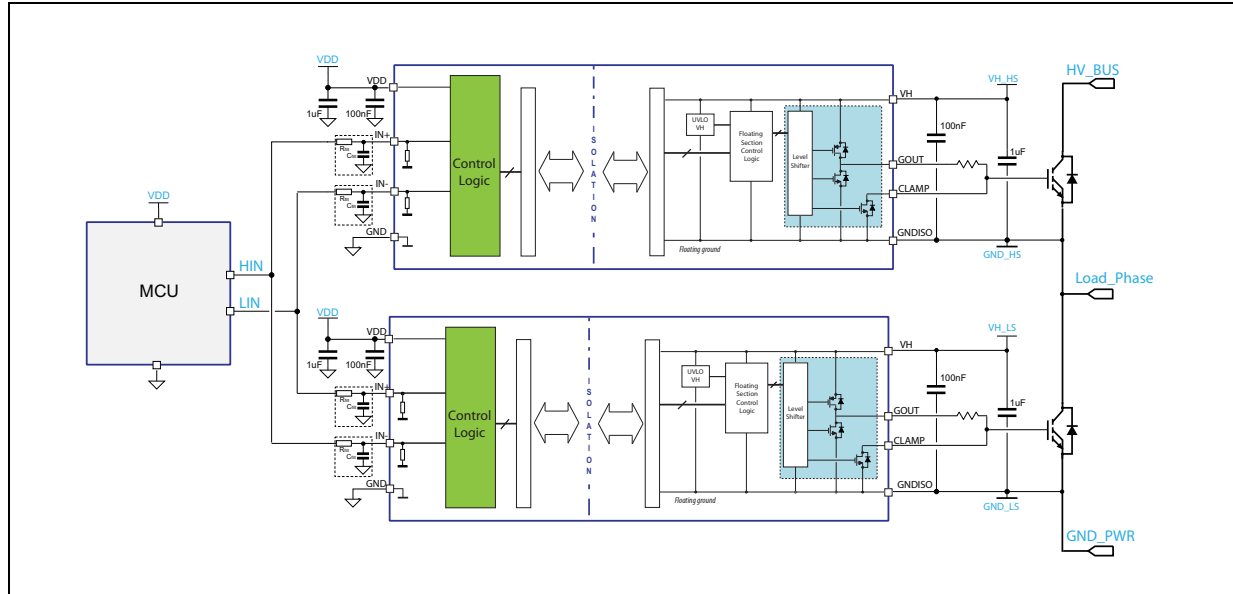 VDD
VDD
1uF
100nF
IN+
IN-
GND
Control
Logic
ISOLATION
UVLO
VH
Floating
Section
Control
Logic
Level
Shifter
Floating ground
VH
GOUT
CLAMP
GNDISO
100nF
VH_HS
1uF
GND_HS
HV_BUS
VDD
MCU
HIN
LIN
Load_Phase
VDD
VDD
1uF
100nF
IN+
IN-
GND
Control
Logic
ISOLATION
UVLO
VH
Floating
Section
Control
Logic
Level
Shifter
Floating ground
VH
GOUT
CLAMP
GNDISO
100nF
VH_LS
1uF
GND_LS
GND_PWR